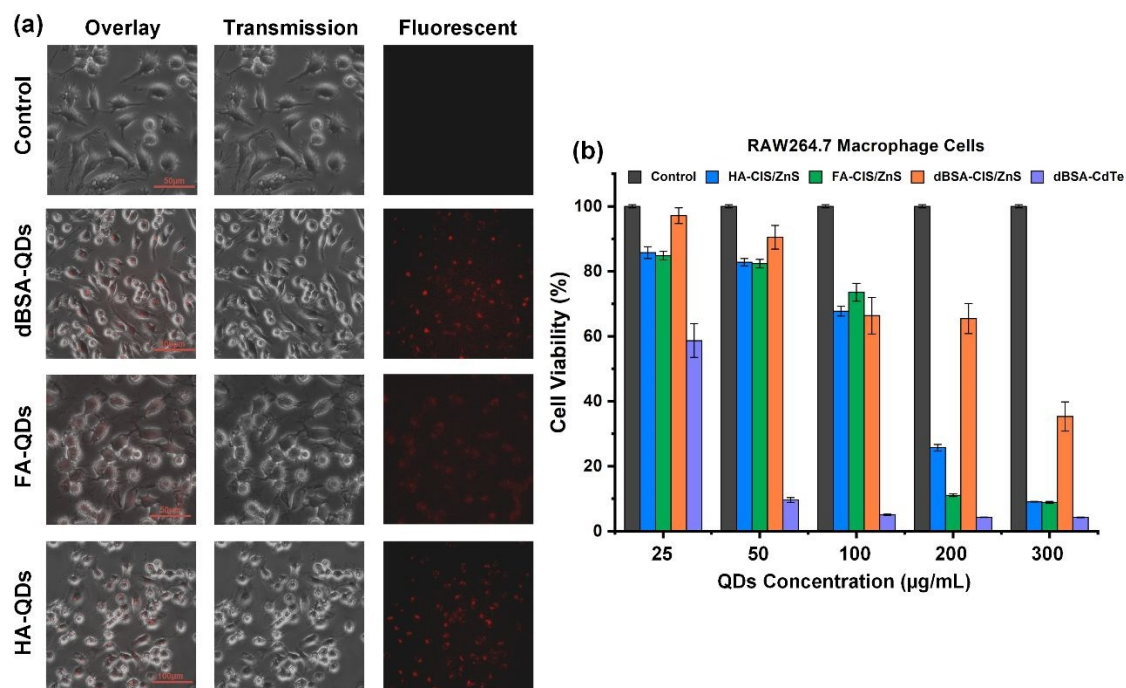 (a)
Overlay Transmission Fluorescent
Control
50μm
dBSA-QDs
FA-QDs
50μm
HA-QDs
100μm
(b)
RAW264.7 Macrophage Cells
Control HA-CIS/ZnS FA-CIS/ZnS dBSA-CIS/ZnS dBSA-CdTe
Cell Viability (%)
100
80
60
40
20
0
25 50 100 200 300
QDs Concentration (μg/mL)